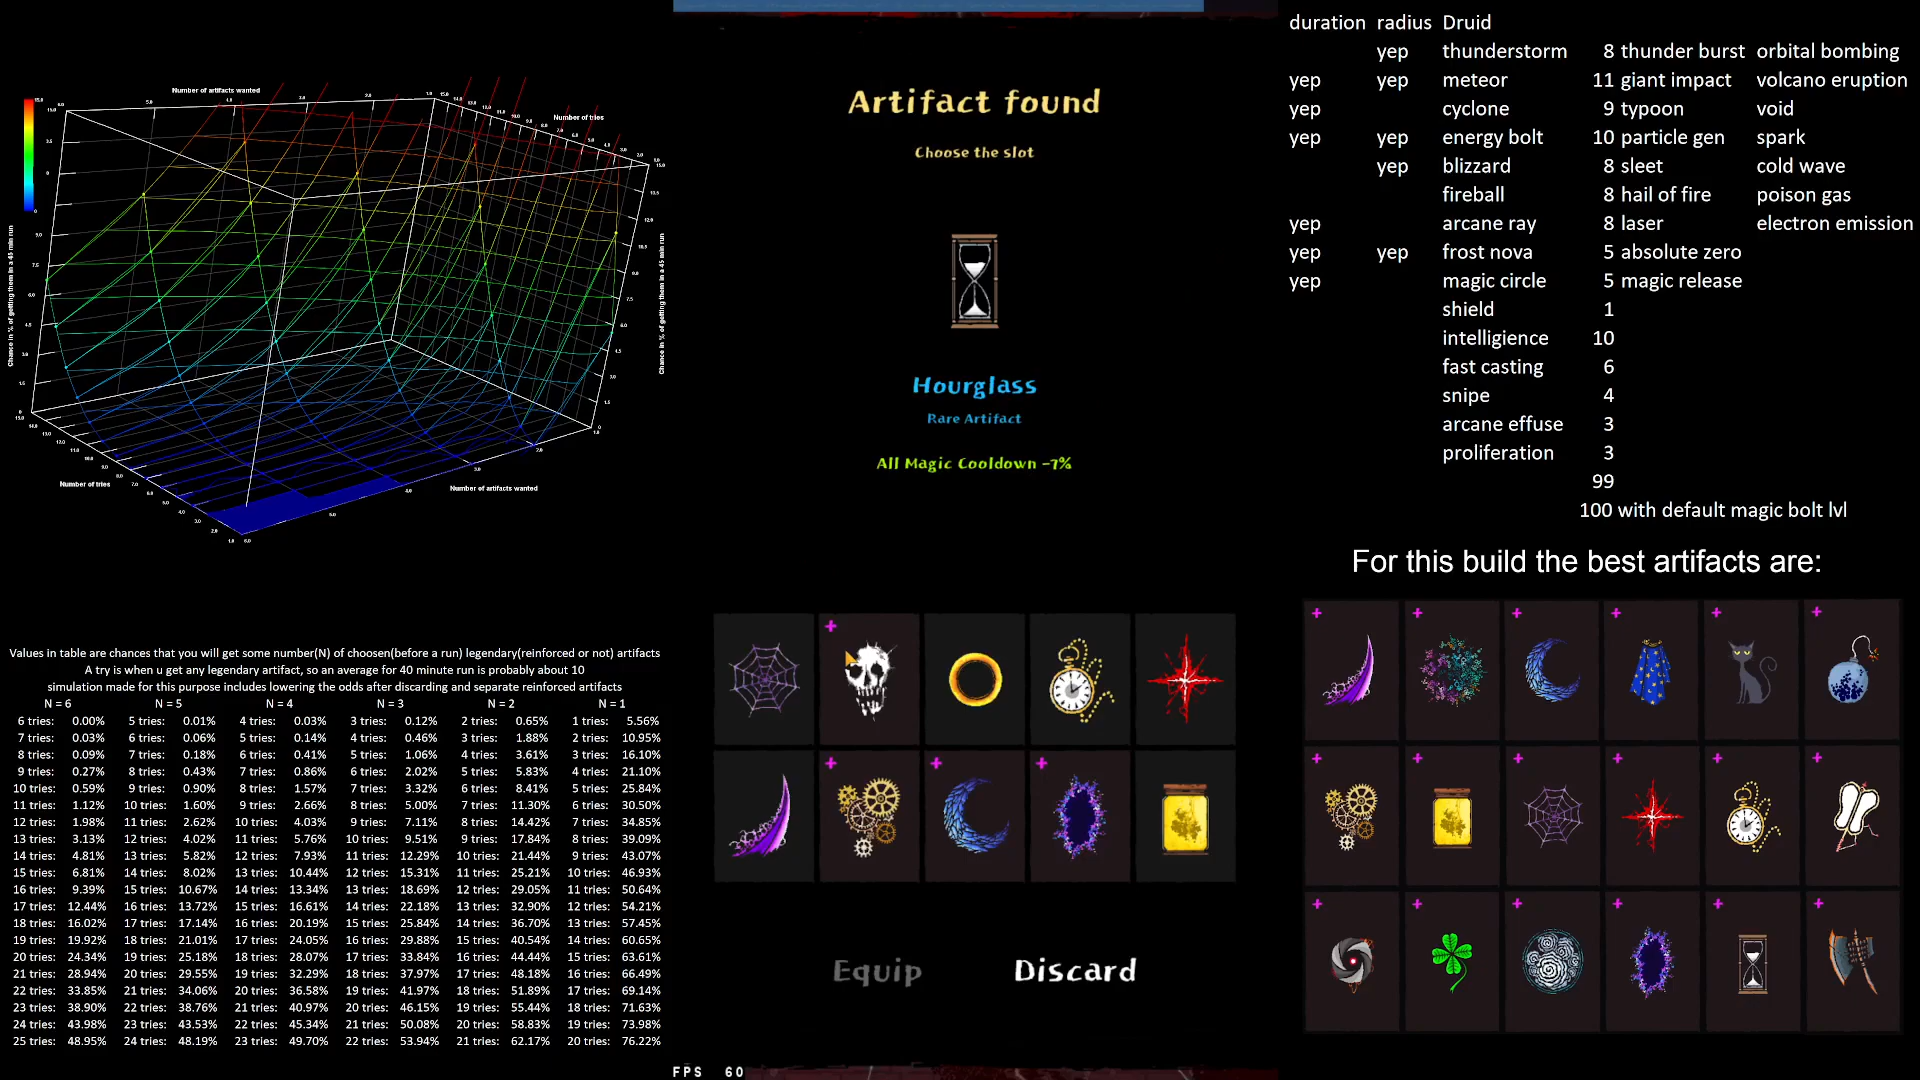 Number of artifacts wanted
Number of tries
Chance in % of getting them in a 45 min run
Chance in % of getting them in a 45 min run
Number of tries
Number of artifacts wanted
Values in table are chances that you will get some number(N) of choosen(before a run) legendary(reinforced or not) artifacts
A try is when u get any legendary artifact, so an average for 40 minute run is probably about 10
simulation made for this purpose includes lowering the odds after discarding and separate reinforced artifacts
N = 6 N = 5 N = 4 N = 3 N = 2 N = 1
6 tries: 0.00% 5 tries: 0.01% 4 tries: 0.03% 3 tries: 0.12% 2 tries: 0.65% 1 tries: 5.56%
7 tries: 0.03% 6 tries: 0.06% 5 tries: 0.14% 4 tries: 0.46% 3 tries: 1.88% 2 tries: 10.95%
8 tries: 0.09% 7 tries: 0.18% 6 tries: 0.41% 5 tries: 1.06% 4 tries: 3.61% 3 tries: 16.10%
9 tries: 0.27% 8 tries: 0.43% 7 tries: 0.86% 6 tries: 2.02% 5 tries: 5.83% 4 tries: 21.10%
10 tries: 0.59% 9 tries: 0.90% 8 tries: 1.57% 7 tries: 3.32% 6 tries: 8.41% 5 tries: 25.84%
11 tries: 1.12% 10 tries: 1.60% 9 tries: 2.66% 8 tries: 5.00% 7 tries: 11.30% 6 tries: 30.50%
12 tries: 1.98% 11 tries: 2.62% 10 tries: 4.03% 9 tries: 7.11% 8 tries: 14.42% 7 tries: 34.85%
13 tries: 3.13% 12 tries: 4.02% 11 tries: 5.76% 10 tries: 9.51% 9 tries: 17.84% 8 tries: 39.09%
14 tries: 4.81% 13 tries: 5.82% 12 tries: 7.93% 11 tries: 12.29% 10 tries: 21.44% 9 tries: 43.07%
15 tries: 6.81% 14 tries: 8.02% 13 tries: 10.44% 12 tries: 15.31% 11 tries: 25.21% 10 tries: 46.93%
16 tries: 9.39% 15 tries: 10.67% 14 tries: 13.34% 13 tries: 18.69% 12 tries: 29.05% 11 tries: 50.64%
17 tries: 12.44% 16 tries: 13.72% 15 tries: 16.61% 14 tries: 22.18% 13 tries: 32.90% 12 tries: 54.21%
18 tries: 16.02% 17 tries: 17.14% 16 tries: 20.19% 15 tries: 25.84% 14 tries: 36.70% 13 tries: 57.45%
19 tries: 19.92% 18 tries: 21.01% 17 tries: 24.05% 16 tries: 29.88% 15 tries: 40.54% 14 tries: 60.65%
20 tries: 24.34% 19 tries: 25.18% 18 tries: 28.07% 17 tries: 33.84% 16 tries: 44.44% 15 tries: 63.61%
21 tries: 28.94% 20 tries: 29.55% 19 tries: 32.29% 18 tries: 37.97% 17 tries: 48.18% 16 tries: 66.49%
22 tries: 33.85% 21 tries: 34.06% 20 tries: 36.58% 19 tries: 41.97% 18 tries: 51.89% 17 tries: 69.14%
23 tries: 38.90% 22 tries: 38.76% 21 tries: 40.97% 20 tries: 46.15% 19 tries: 55.44% 18 tries: 71.63%
24 tries: 43.98% 23 tries: 43.53% 22 tries: 45.34% 21 tries: 50.08% 20 tries: 58.83% 19 tries: 73.98%
25 tries: 48.95% 24 tries: 48.19% 23 tries: 49.70% 22 tries: 53.94% 21 tries: 62.17% 20 tries: 76.22%
Artifact found
Choose the slot
Hourglass
Rare Artifact
All Magic Cooldown -7%
Equip Discard
FPS 60
duration radius Druid
yep thunderstorm 8 thunder burst orbital bombing
yep yep meteor 11 giant impact volcano eruption
yep cyclone 9 typoon void
yep yep energy bolt 10 particle gen spark
yep blizzard 8 sleet cold wave
fireball 8 hail of fire poison gas
yep arcane ray 8 laser electron emission
yep yep frost nova 5 absolute zero
yep magic circle 5 magic release
shield 1
intelligience 10
fast casting 6
snipe 4
arcane effuse 3
proliferation 3
99
100 with default magic bolt lvl
For this build the best artifacts are: